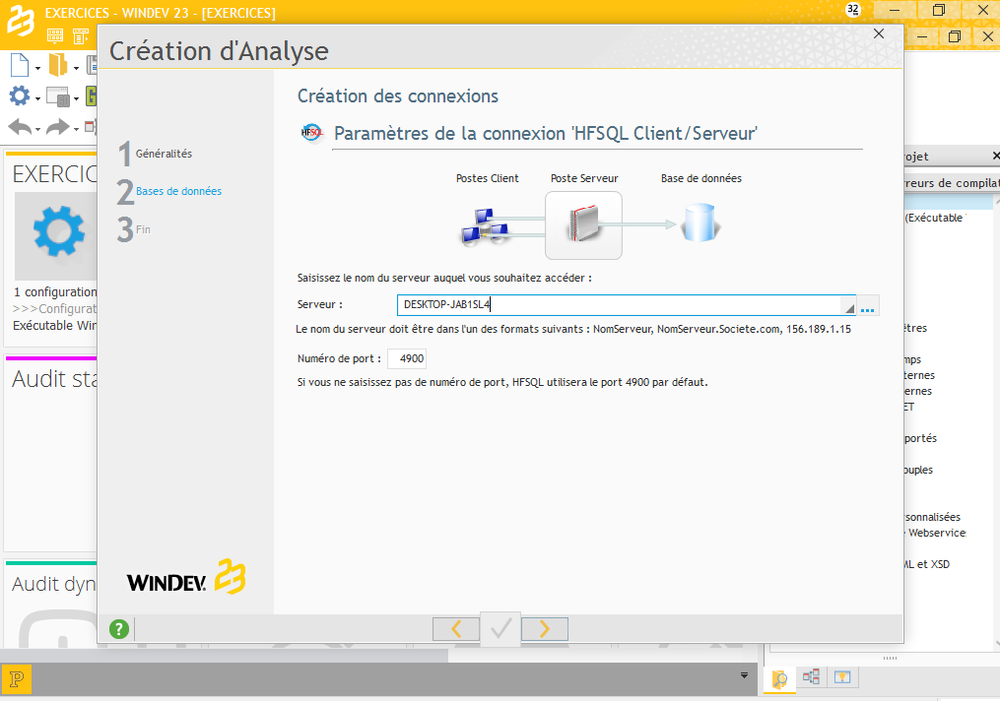 EXERCICES - WINDEV 23 - [EXERCICES]
32
Création d'Analyse
Création des connexions
HFSQL
Paramètres de la connexion 'HFSQL Client/Serveur'
1 Généralités
2 Bases de données
3 Fin
Postes Client
Poste Serveur
Base de données
Saisissez le nom du serveur auquel vous souhaitez accéder :
Serveur :
DESKTOP-JAB1SL4
...
Le nom du serveur doit être dans l'un des formats suivants : NomServeur, NomServeur.Societe.com, 156.189.1.15
Numéro de port :
4900
Si vous ne saisissez pas de numéro de port, HFSQL utilisera le port 4900 par défaut.
WINDEV. 23
?
EXERCIC
1 configuration
>>>Configurat
Exécutable Win
Audit sta
Audit dyn
ojet
reurs de compilat
(Exécutable
êtres
mps
ternes
ernes
ET
portés
ouples
sonnalisées
Webservice
ML et XSD
P